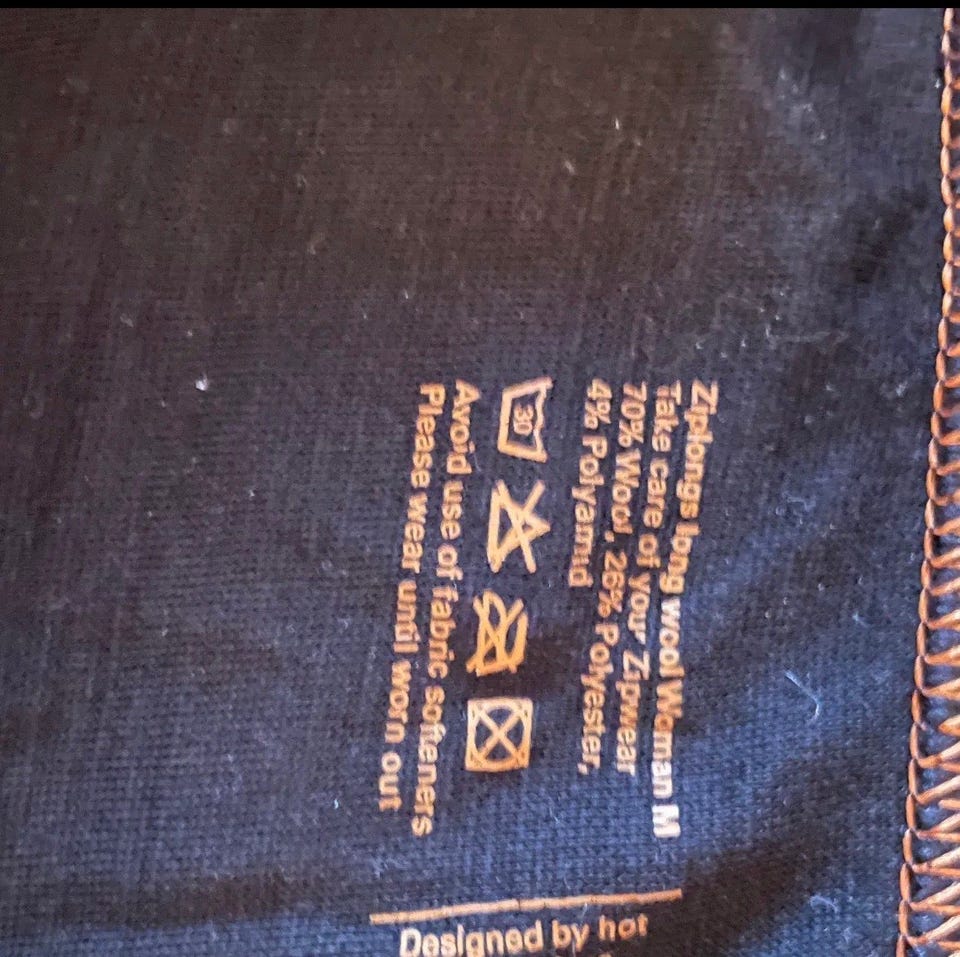 Ziplongs long wool Woman M
Take care of your Zipwear
70% Wool, 26% Polyester,
4% Polyamid
30
Avoid use of fabric softeners
Please wear until worn out
Designed by hot